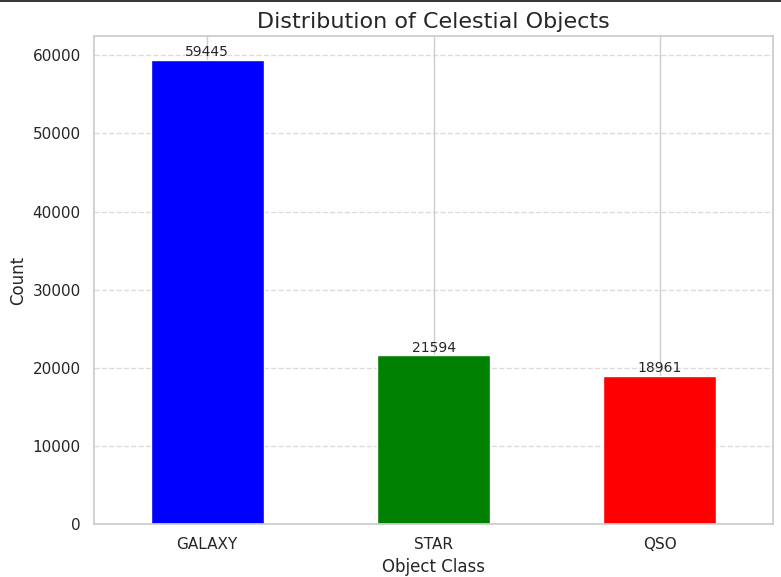 Distribution of Celestial Objects
60000
50000
40000
30000
20000
10000
0
Count
59445
21594
18961
GALAXY
STAR
QSO
Object Class